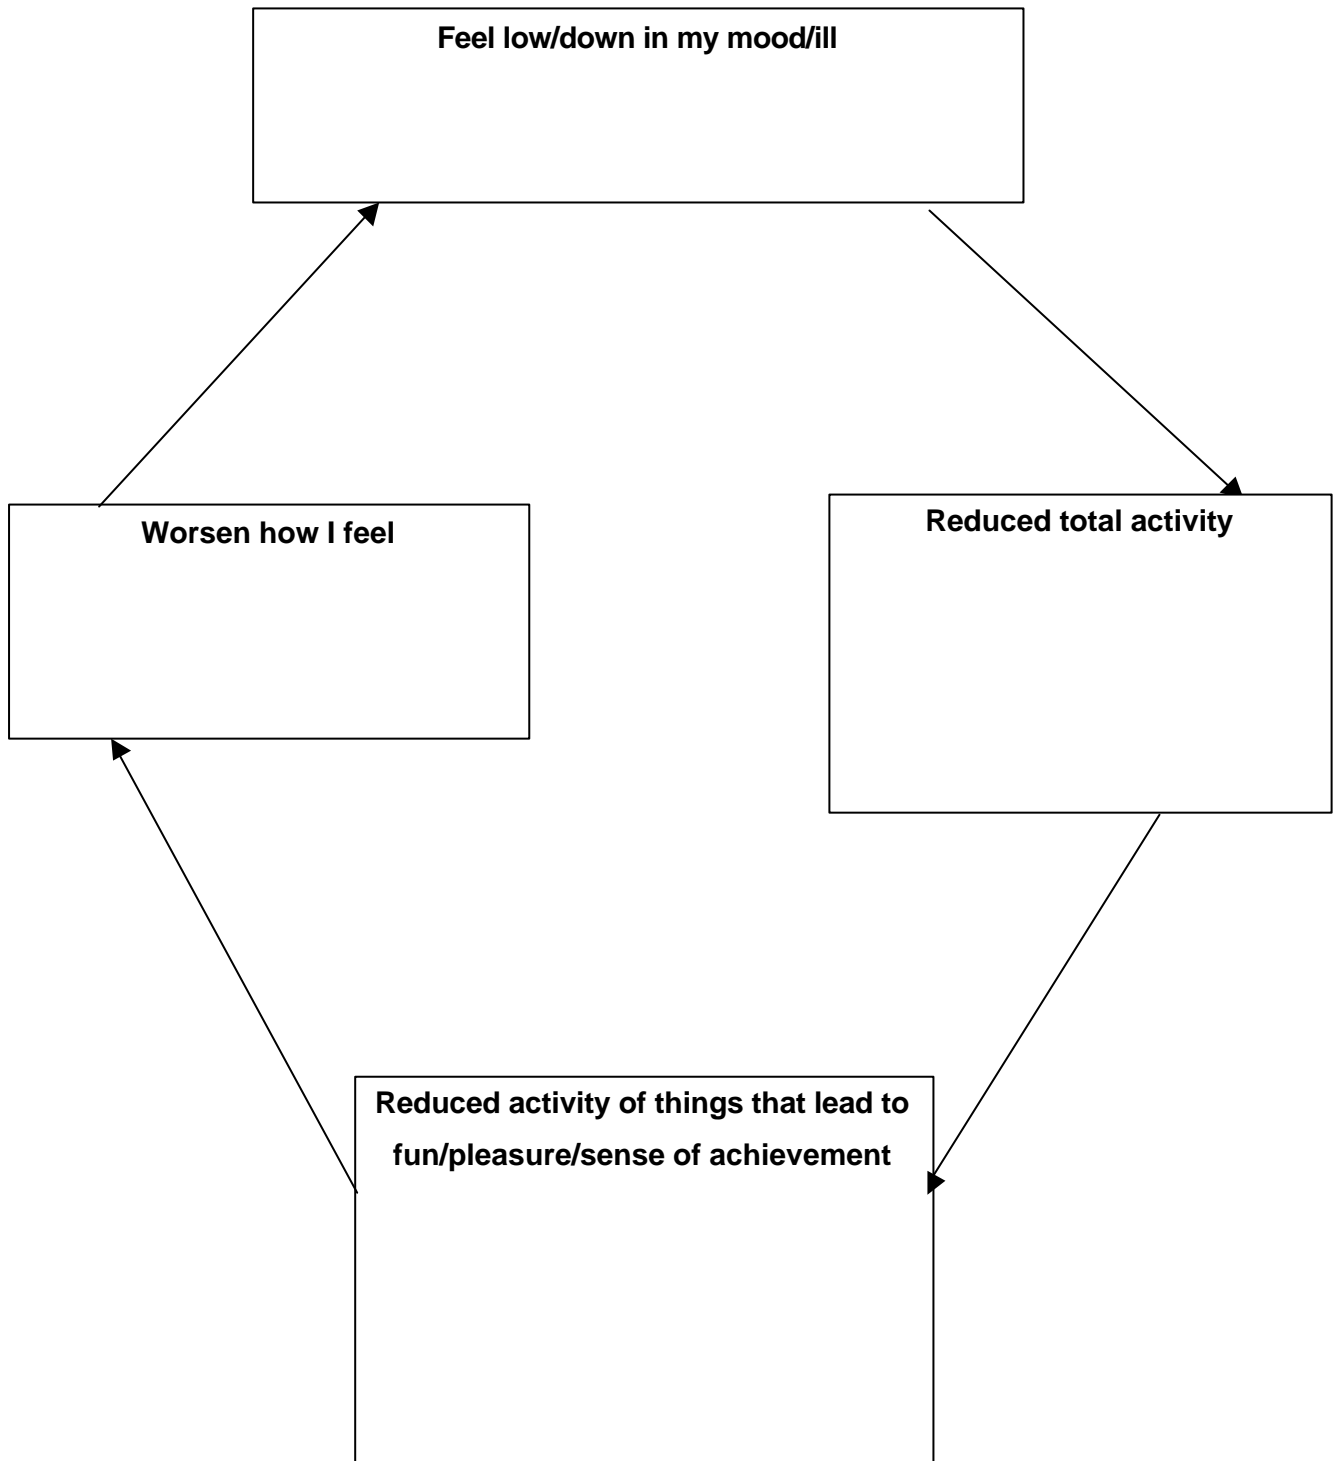 Feel low/down in my mood/ill
Worsen how I feel
Reduced total activity
Reduced activity of things that lead to
fun/pleasure/sense of achievement